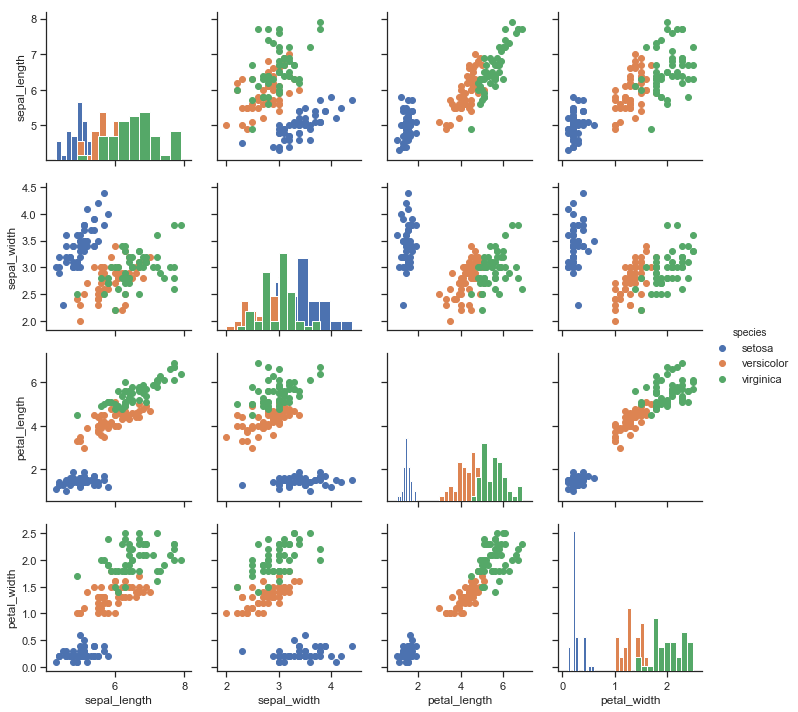 sepal_length
8
7
6
5
sepal_width
4.5
4.0
3.5
3.0
2.5
2.0
species
setosa
versicolor
virginica
petal_length
6
4
2
petal_width
2.5
2.0
1.5
1.0
0.5
0.0
6 8 2 3 4 2 4 6 0 1 2
sepal_length sepal_width petal_length petal_width